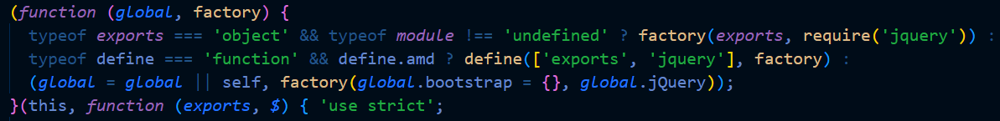 (function (global, factory) {
typeof exports === 'object' && typeof module !== 'undefined' ? factory(exports, require('jquery')) :
typeof define === 'function' && define.amd ? define(['exports', 'jquery'], factory) :
(global = global || self, factory(global.bootstrap = {}, global.jQuery));
}(this, function (exports, $) { 'use strict';